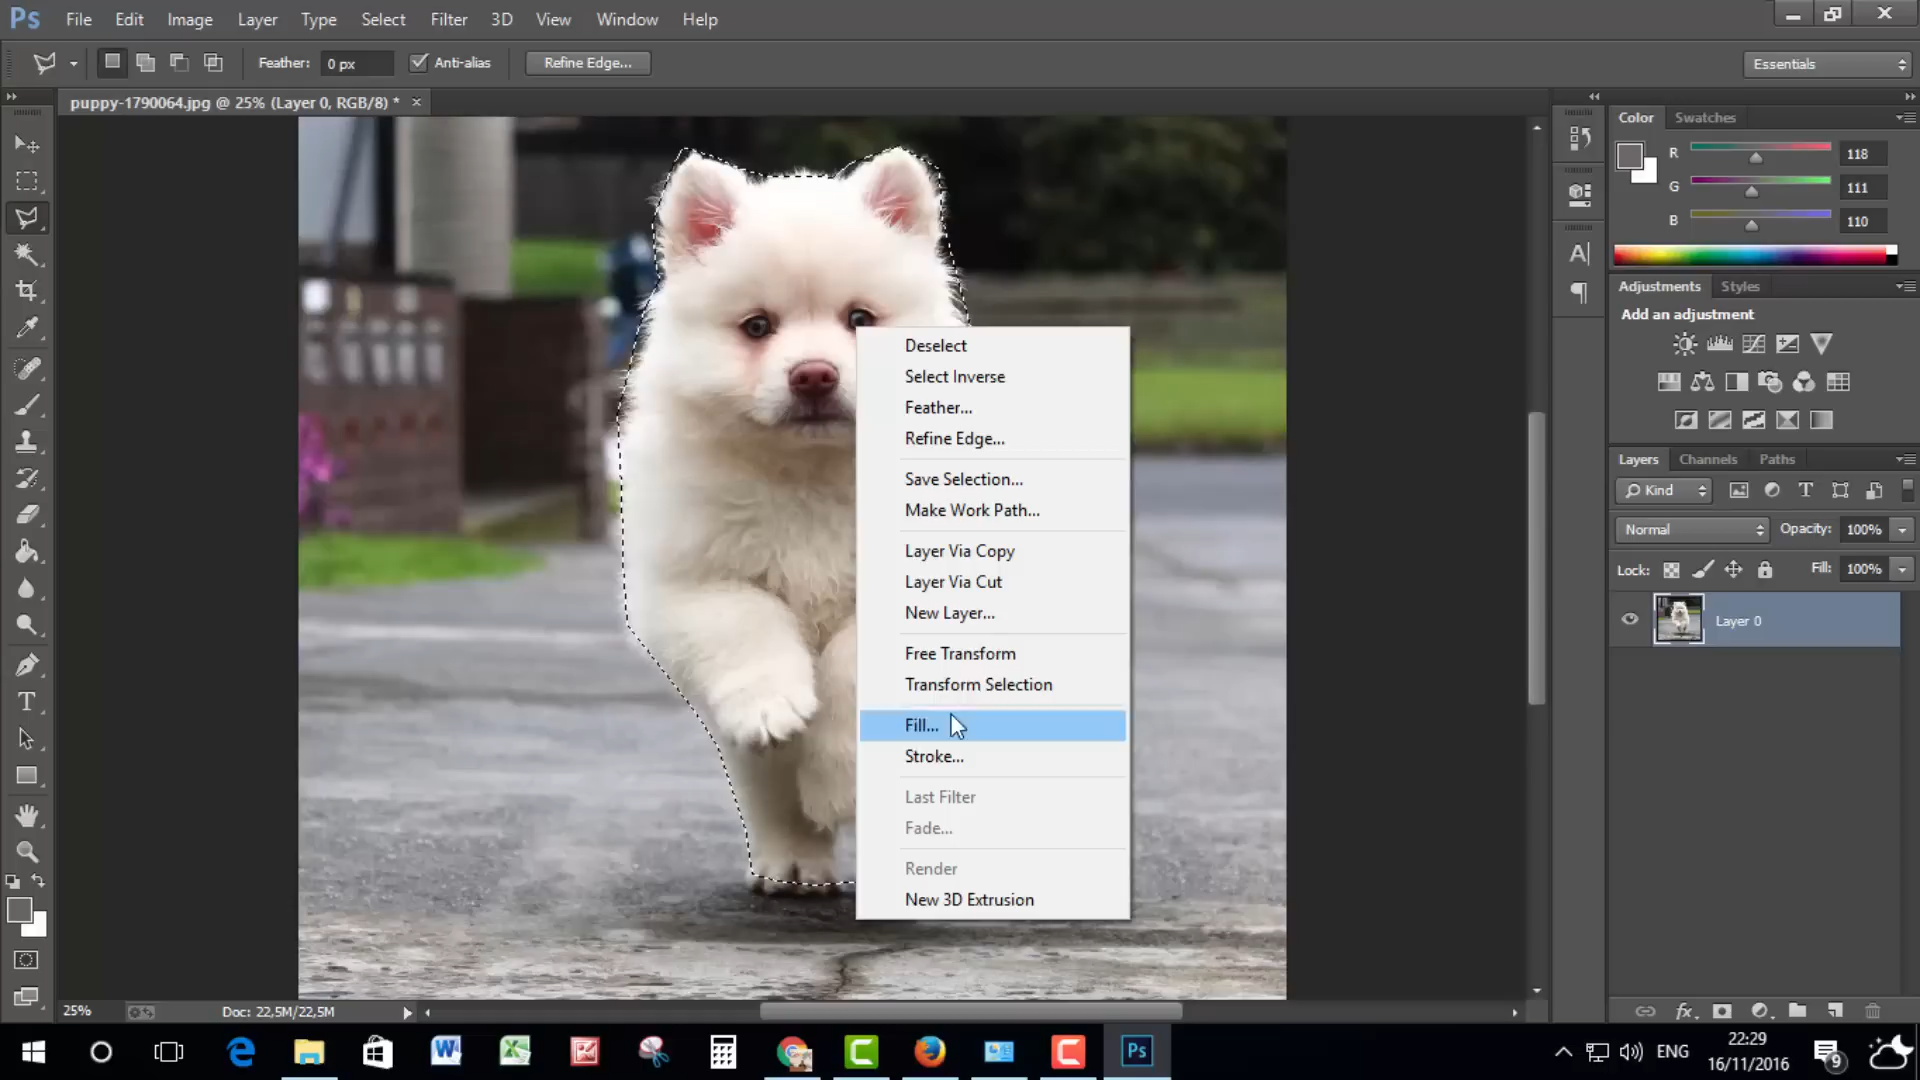 Ps File Edit Image Layer Type Select Filter 3D View Window Help
Feather: 0 px Anti-alias Refine Edge... Essentials
puppy-1790064.jpg @ 25% (Layer 0, RGB/8) *
Color Swatches
R 118
G 111
B 110
Adjustments Styles
Add an adjustment
Layers Channels Paths
Kind
Normal Opacity: 100%
Lock: Fill: 100%
Layer 0
Deselect
Select Inverse
Feather...
Refine Edge...
Save Selection...
Make Work Path...
Layer Via Copy
Layer Via Cut
New Layer...
Free Transform
Transform Selection
Fill...
Stroke...
Last Filter
Fade...
Render
New 3D Extrusion
25% Doc: 22,5M/22,5M
Ps ENG 22:29
16/11/2016 9